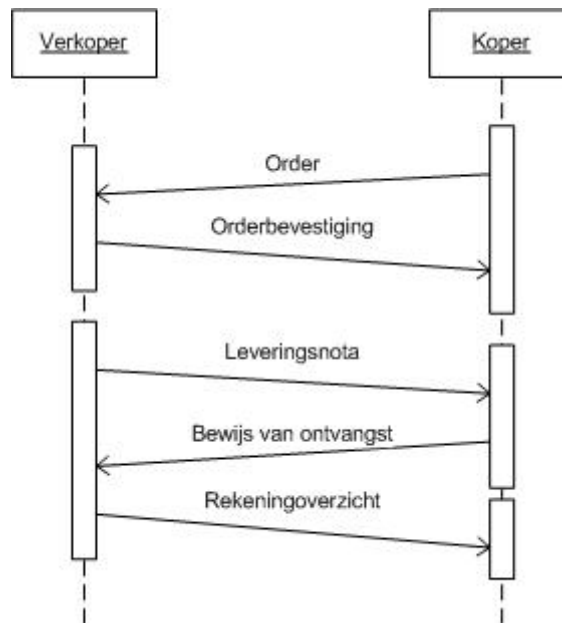 Verkoper
Koper
Order
Orderbevestiging
Leveringsnota
Bewijs van ontvangst
Rekeningoverzicht